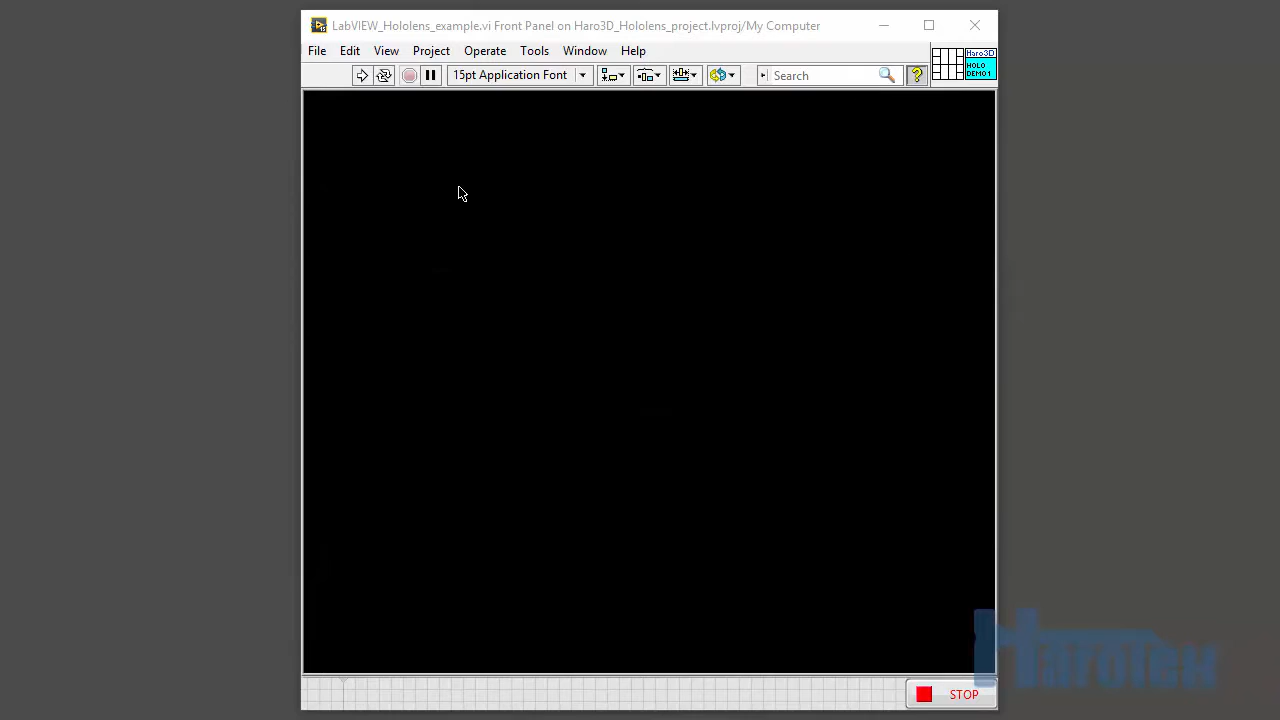 LabVIEW_Hololens_example.vi Front Panel on Haro3D_Hololens_project.lvproj/My Computer
File Edit View Project Operate Tools Window Help
15pt Application Font
Search
?
Haro3D
HOLO
DEMO1
STOP
HaroTek